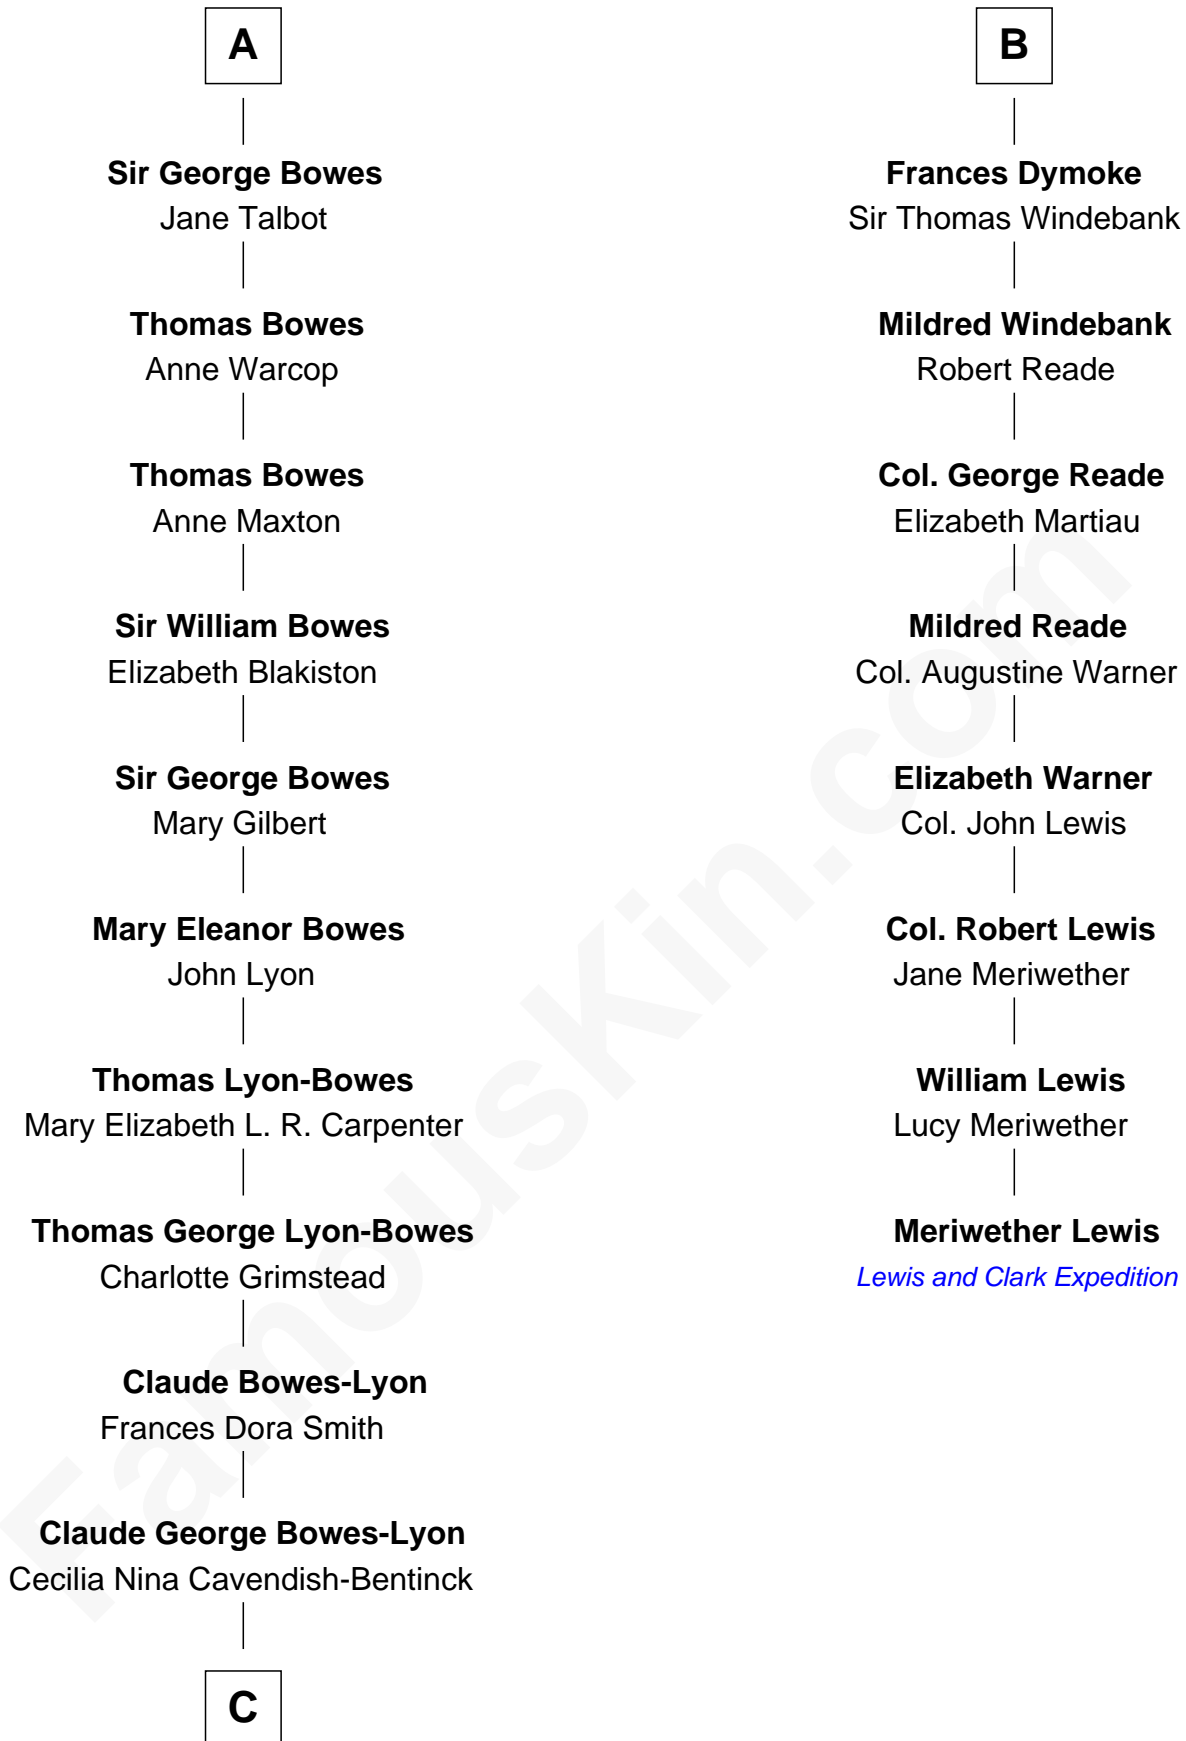 A
Sir George Bowes
Jane Talbot
Thomas Bowes
Anne Warcop
Thomas Bowes
Anne Maxton
Sir William Bowes
Elizabeth Blakiston
Sir George Bowes
Mary Gilbert
Mary Eleanor Bowes
John Lyon
Thomas Lyon-Bowes
Mary Elizabeth L. R. Carpenter
Thomas George Lyon-Bowes
Charlotte Grimstead
Claude Bowes-Lyon
Frances Dora Smith
Claude George Bowes-Lyon
Cecilia Nina Cavendish-Bentinck
C
B
Frances Dymoke
Sir Thomas Windebank
Mildred Windebank
Robert Reade
Col. George Reade
Elizabeth Martiau
Mildred Reade
Col. Augustine Warner
Elizabeth Warner
Col. John Lewis
Col. Robert Lewis
Jane Meriwether
William Lewis
Lucy Meriwether
Meriwether Lewis
Lewis and Clark Expedition
FamousKin.com